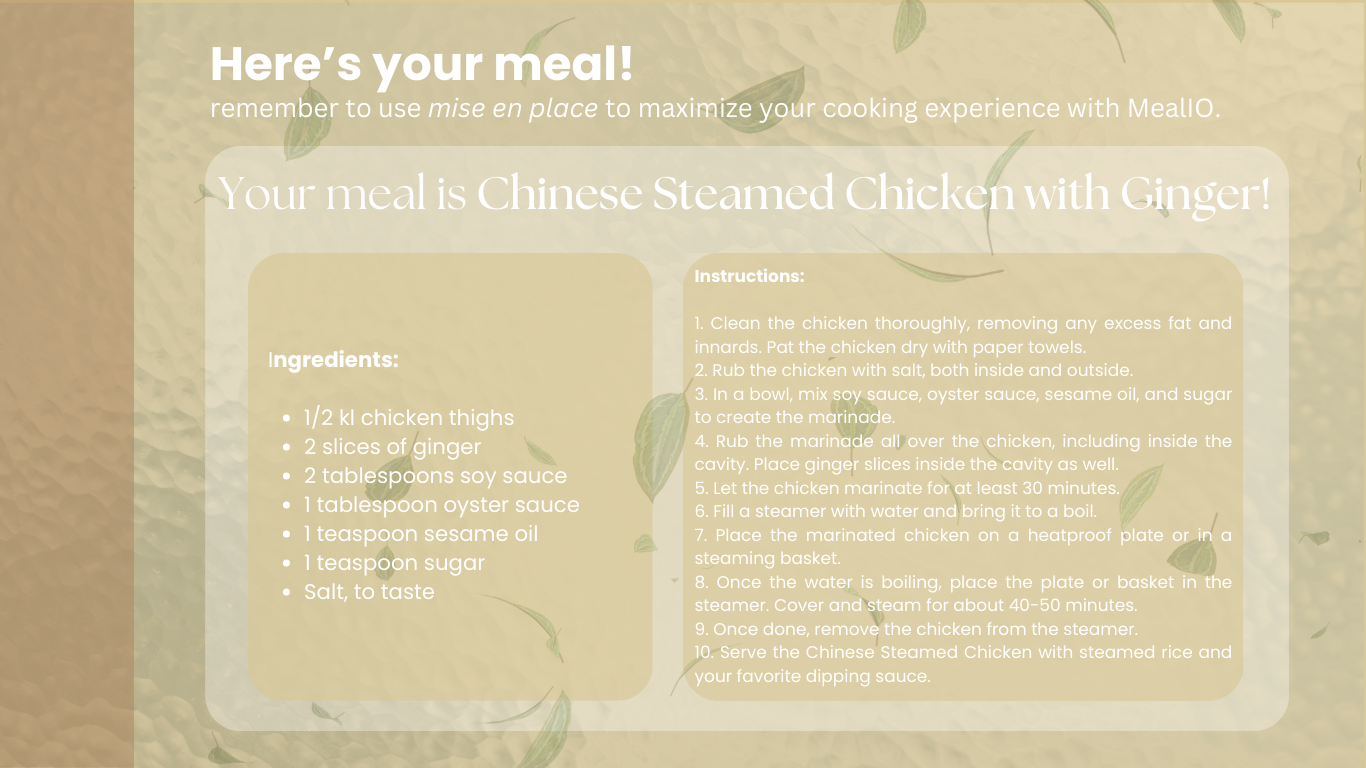 Here’s your meal!
remember to use mise en place to maximize your cooking experience with MealIO.
Your meal is Chinese Steamed Chicken with Ginger!
Ingredients:
• 1/2 kl chicken thighs
• 2 slices of ginger
• 2 tablespoons soy sauce
• 1 tablespoon oyster sauce
• 1 teaspoon sesame oil
• 1 teaspoon sugar
• Salt, to taste
Instructions:
1. Clean the chicken thoroughly, removing any excess fat and
innards. Pat the chicken dry with paper towels.
2. Rub the chicken with salt, both inside and outside.
3. In a bowl, mix soy sauce, oyster sauce, sesame oil, and sugar
to create the marinade.
4. Rub the marinade all over the chicken, including inside the
cavity. Place ginger slices inside the cavity as well.
5. Let the chicken marinate for at least 30 minutes.
6. Fill a steamer with water and bring it to a boil.
7. Place the marinated chicken on a heatproof plate or in a
steaming basket.
8. Once the water is boiling, place the plate or basket in the
steamer. Cover and steam for about 40-50 minutes.
9. Once done, remove the chicken from the steamer.
10. Serve the Chinese Steamed Chicken with steamed rice and
your favorite dipping sauce.